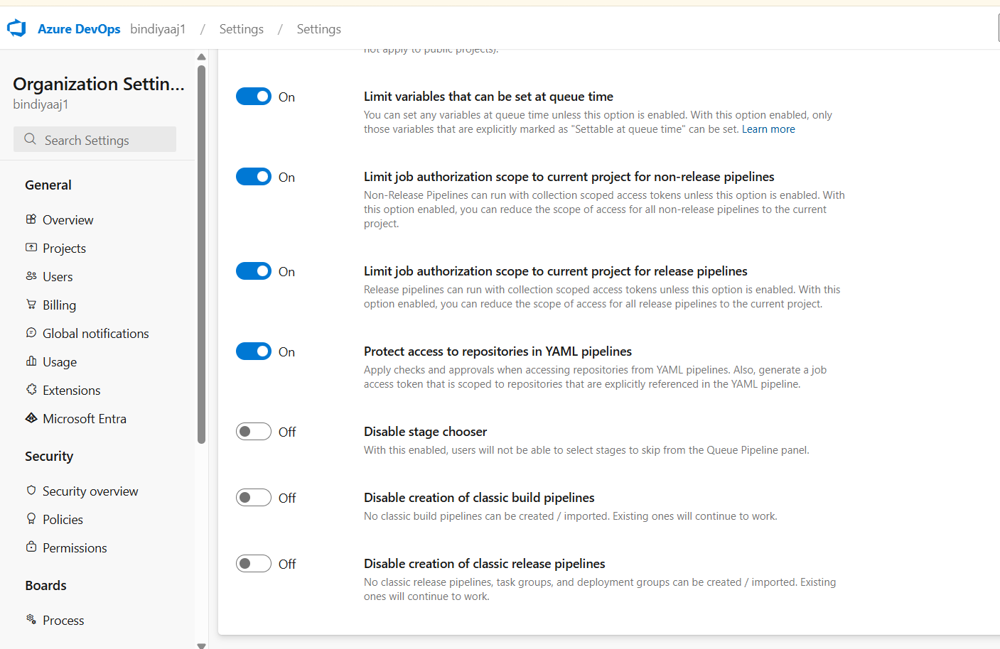 Azure DevOps bindiyaaj1 / Settings / Settings
Organization Settin...
bindiyaaj1
Search Settings
General
Overview
Projects
Users
Billing
Global notifications
Usage
Extensions
Microsoft Entra
Security
Security overview
Policies
Permissions
Boards
Process
not apply to public projects).
On
Limit variables that can be set at queue time
You can set any variables at queue time unless this option is enabled. With this option enabled, only
those variables that are explicitly marked as "Settable at queue time" can be set. Learn more
On
Limit job authorization scope to current project for non-release pipelines
Non-Release Pipelines can run with collection scoped access tokens unless this option is enabled. With
this option enabled, you can reduce the scope of access for all non-release pipelines to the current
project.
On
Limit job authorization scope to current project for release pipelines
Release pipelines can run with collection scoped access tokens unless this option is enabled. With this
option enabled, you can reduce the scope of access for all release pipelines to the current project.
On
Protect access to repositories in YAML pipelines
Apply checks and approvals when accessing repositories from YAML pipelines. Also, generate a job
access token that is scoped to repositories that are explicitly referenced in the YAML pipeline.
Off
Disable stage chooser
With this enabled, users will not be able to select stages to skip from the Queue Pipeline panel.
Off
Disable creation of classic build pipelines
No classic build pipelines can be created / imported. Existing ones will continue to work.
Off
Disable creation of classic release pipelines
No classic release pipelines, task groups, and deployment groups can be created / imported. Existing
ones will continue to work.